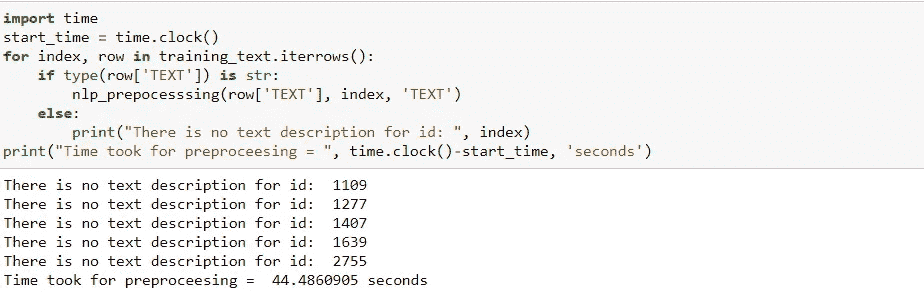 import time
start_time = time.clock()
for index, row in training_text.iterrows():
    if type(row['TEXT']) is str:
        nlp_prepocesssing(row['TEXT'], index, 'TEXT')
    else:
        print("There is no text description for id: ", index)
print("Time took for preproceesing = ", time.clock()-start_time, 'seconds')
There is no text description for id:  1109
There is no text description for id:  1277
There is no text description for id:  1407
There is no text description for id:  1639
There is no text description for id:  2755
Time took for preproceesing =  44.4860905 seconds